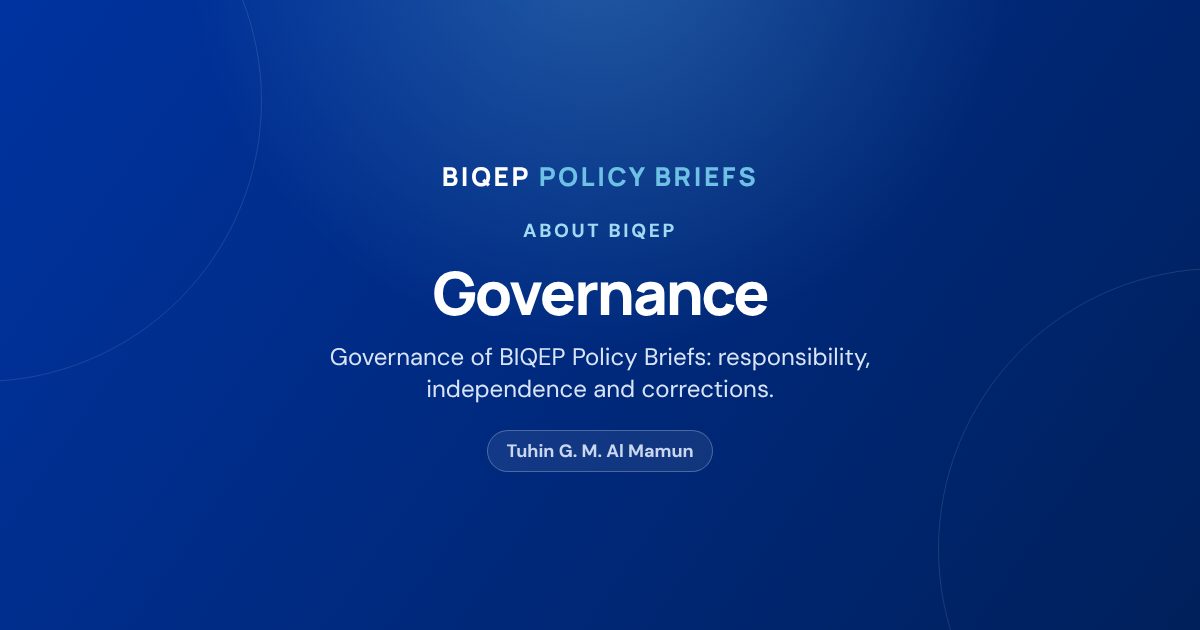 BIQEP POLICY BRIEFS
ABOUT BIQEP
Governance
Governance of BIQEP Policy Briefs: responsibility,
independence and corrections.
Tuhin G. M. Al Mamun